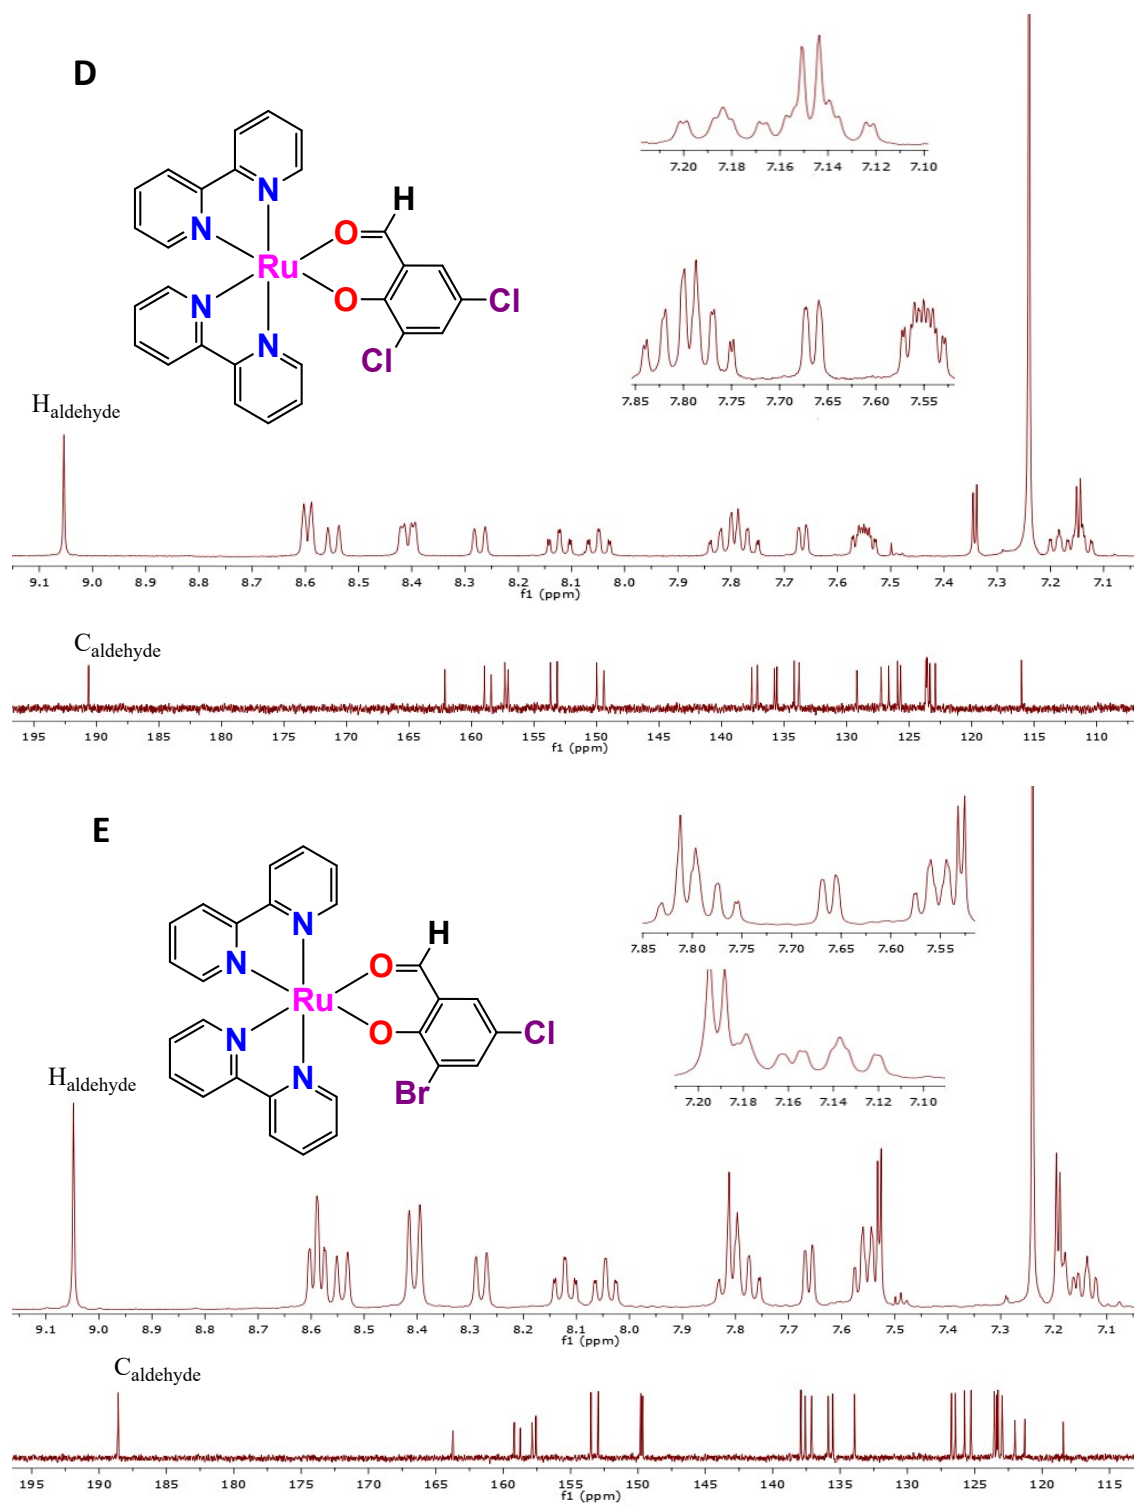 D
7.20 7.18 7.16 7.14 7.12 7.10
H
N
N
O
Ru
N
O
Cl
N
Cl
7.85 7.80 7.75 7.70 7.65 7.60 7.55
Haldehyde
9.1 9.0 8.9 8.8 8.7 8.6 8.5 8.4 8.3 8.2 8.1 8.0 7.9 7.8 7.7 7.6 7.5 7.4 7.3 7.2 7.1
f1 (ppm)
Caldehyde
195 190 185 180 175 170 165 160 155 150 145 140 135 130 125 120 115 110
f1 (ppm)
E
7.85 7.80 7.75 7.70 7.65 7.60 7.55
H
N
N
O
Ru
N
O
Cl
N
Br
7.20 7.18 7.16 7.14 7.12 7.10
Haldehyde
9.1 9.0 8.9 8.8 8.7 8.6 8.5 8.4 8.3 8.2 8.1 8.0 7.9 7.8 7.7 7.6 7.5 7.4 7.3 7.2 7.1
f1 (ppm)
Caldehyde
195 190 185 180 175 170 165 160 155 150 145 140 135 130 125 120 115
f1 (ppm)